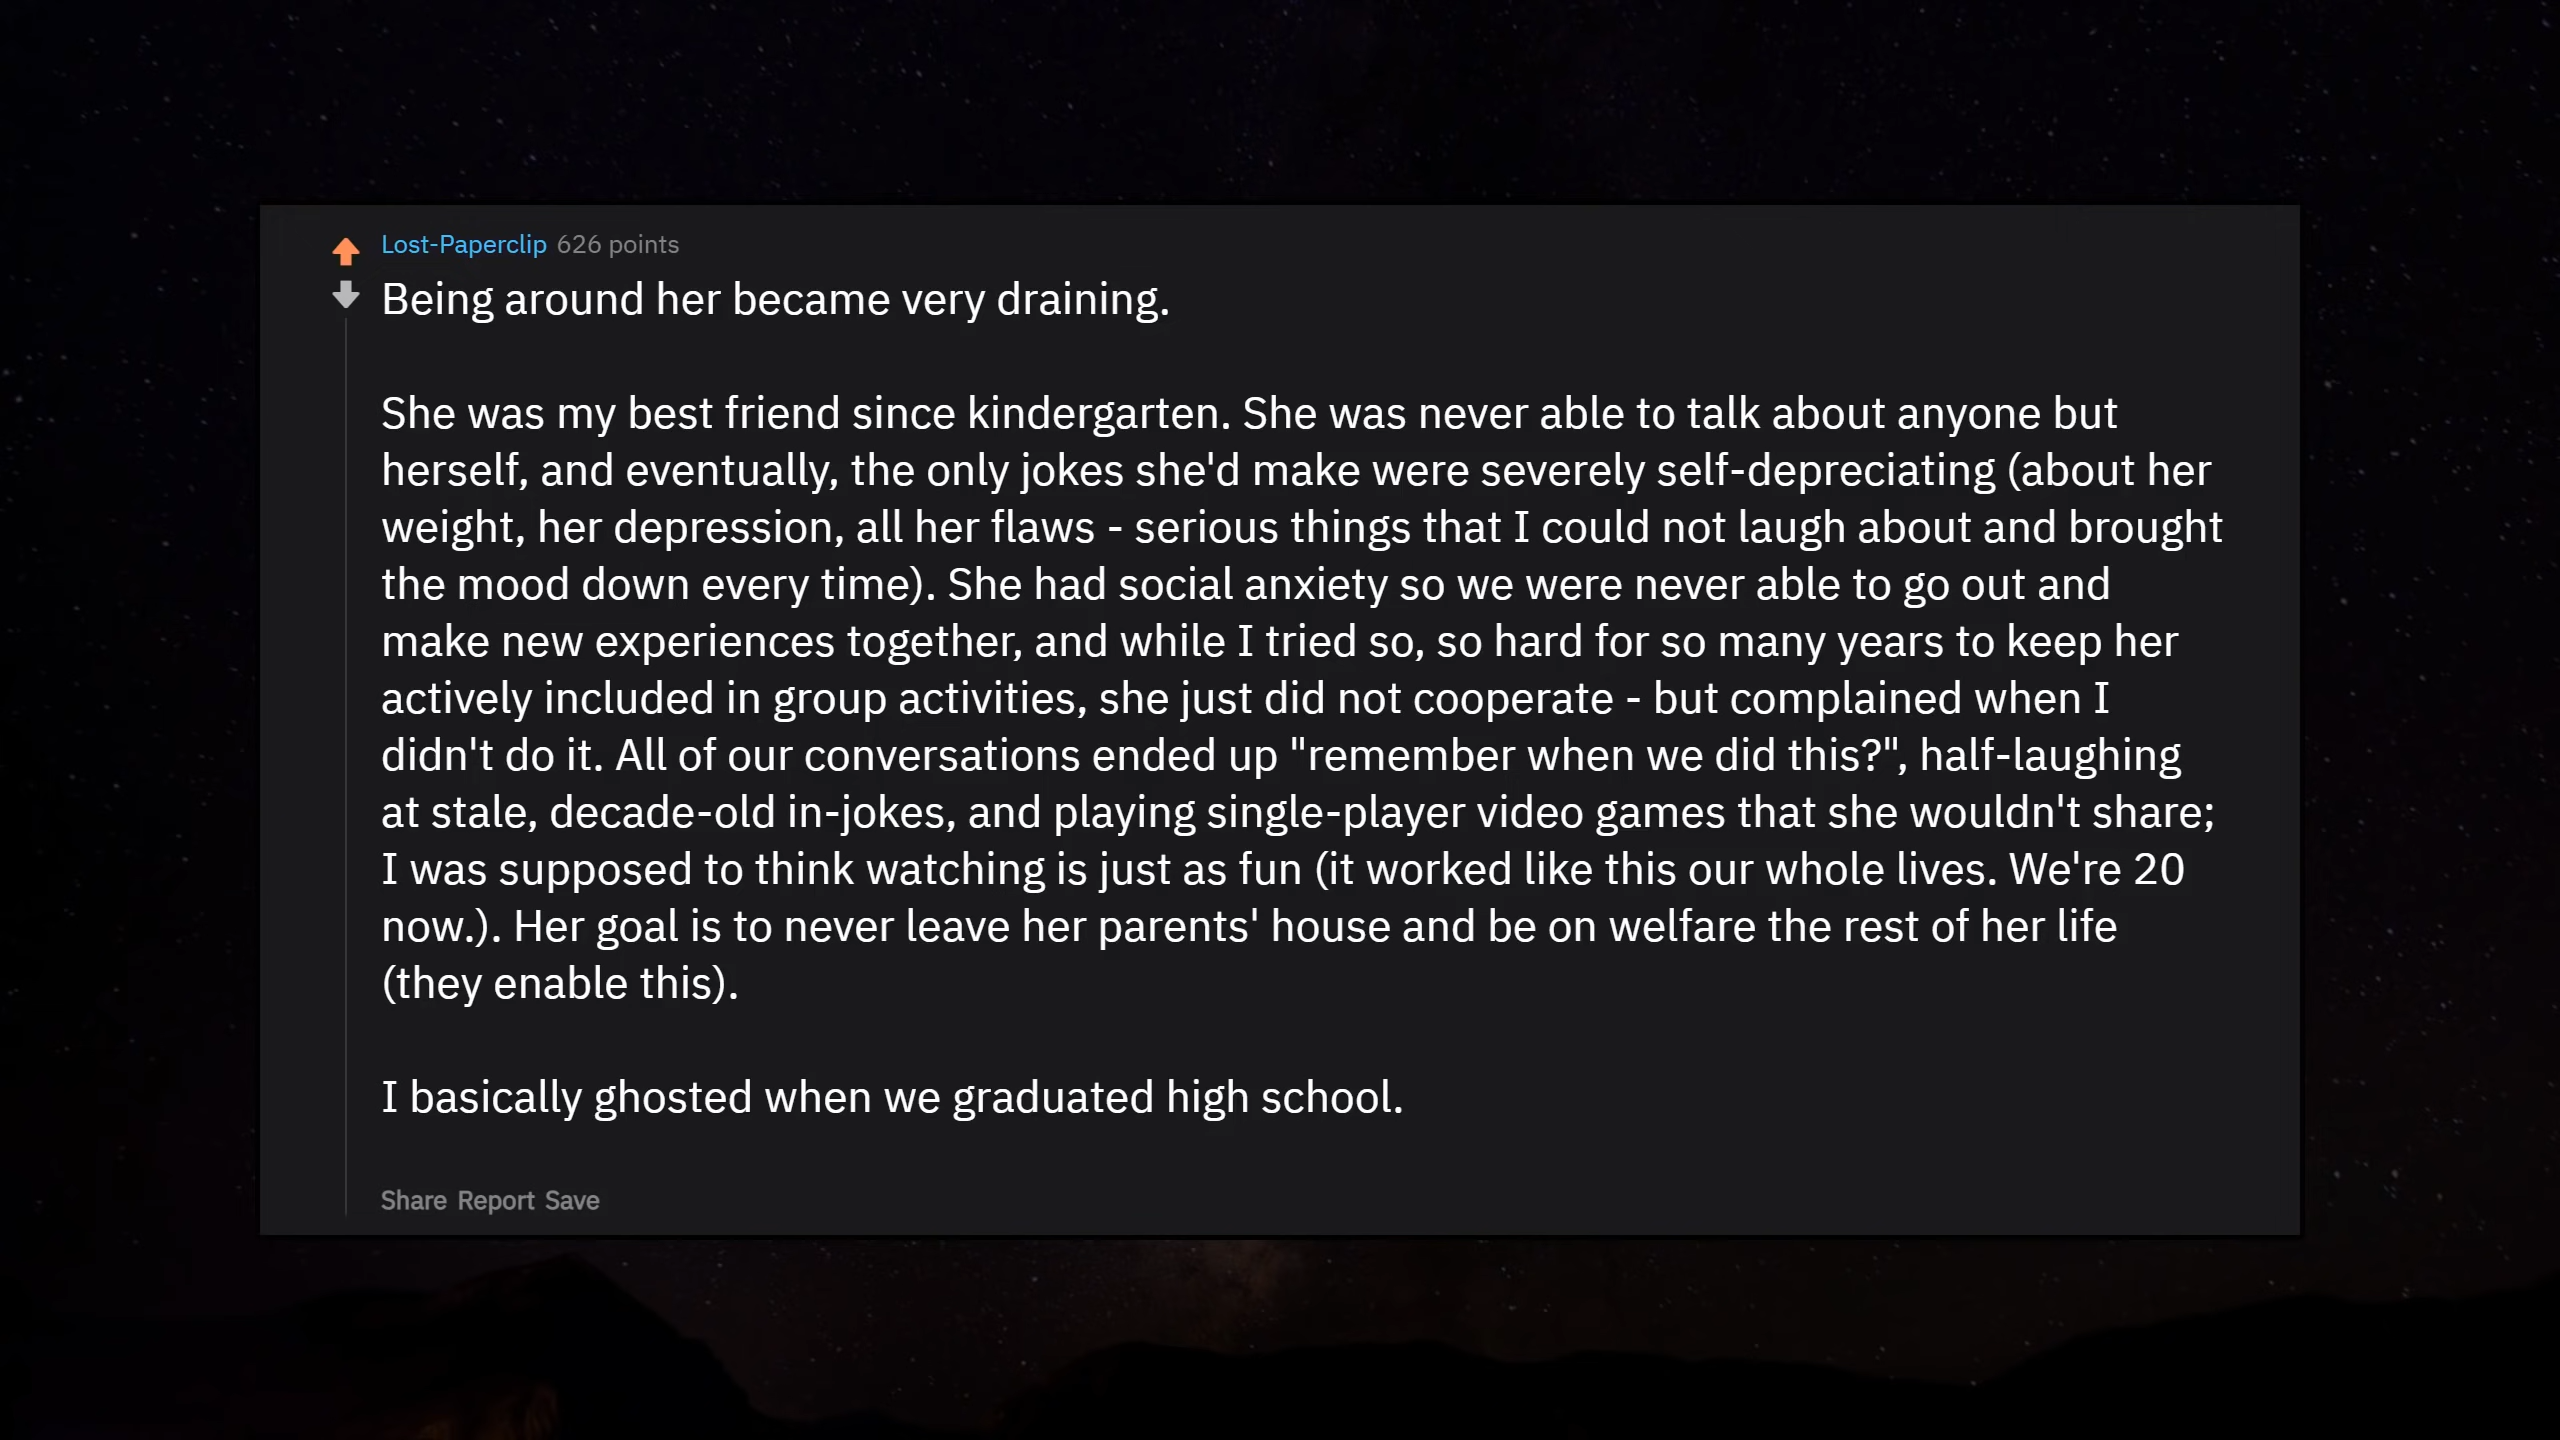 Lost-Paperclip 626 points
Being around her became very draining.
She was my best friend since kindergarten. She was never able to talk about anyone but
herself, and eventually, the only jokes she'd make were severely self-depreciating (about her
weight, her depression, all her flaws - serious things that I could not laugh about and brought
the mood down every time). She had social anxiety so we were never able to go out and
make new experiences together, and while I tried so, so hard for so many years to keep her
actively included in group activities, she just did not cooperate - but complained when I
didn't do it. All of our conversations ended up "remember when we did this?", half-laughing
at stale, decade-old in-jokes, and playing single-player video games that she wouldn't share;
I was supposed to think watching is just as fun (it worked like this our whole lives. We're 20
now.). Her goal is to never leave her parents' house and be on welfare the rest of her life
(they enable this).
I basically ghosted when we graduated high school.
Share Report Save